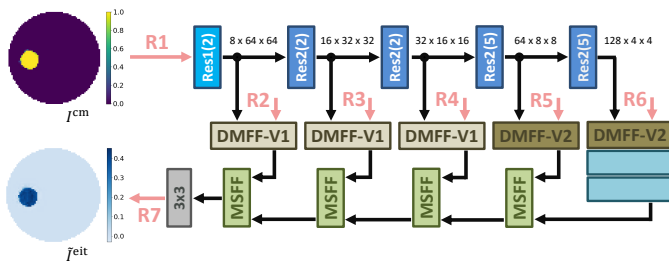 1.0
0.8
0.6
0.4
0.2
0.0
I^cm
R1
Res1(2)
8 x 64 x 64
Res2(2)
16 x 32 x 32
Res2(2)
32 x 16 x 16
Res2(5)
64 x 8 x 8
Res2(5)
128 x 4 x 4
R2
R3
R4
R5
R6
DMFF-V1
DMFF-V1
DMFF-V1
DMFF-V2
DMFF-V2
0.4
0.3
0.2
0.1
0.0
Ĩ^eit
R7
3x3
MSFF
MSFF
MSFF
MSFF